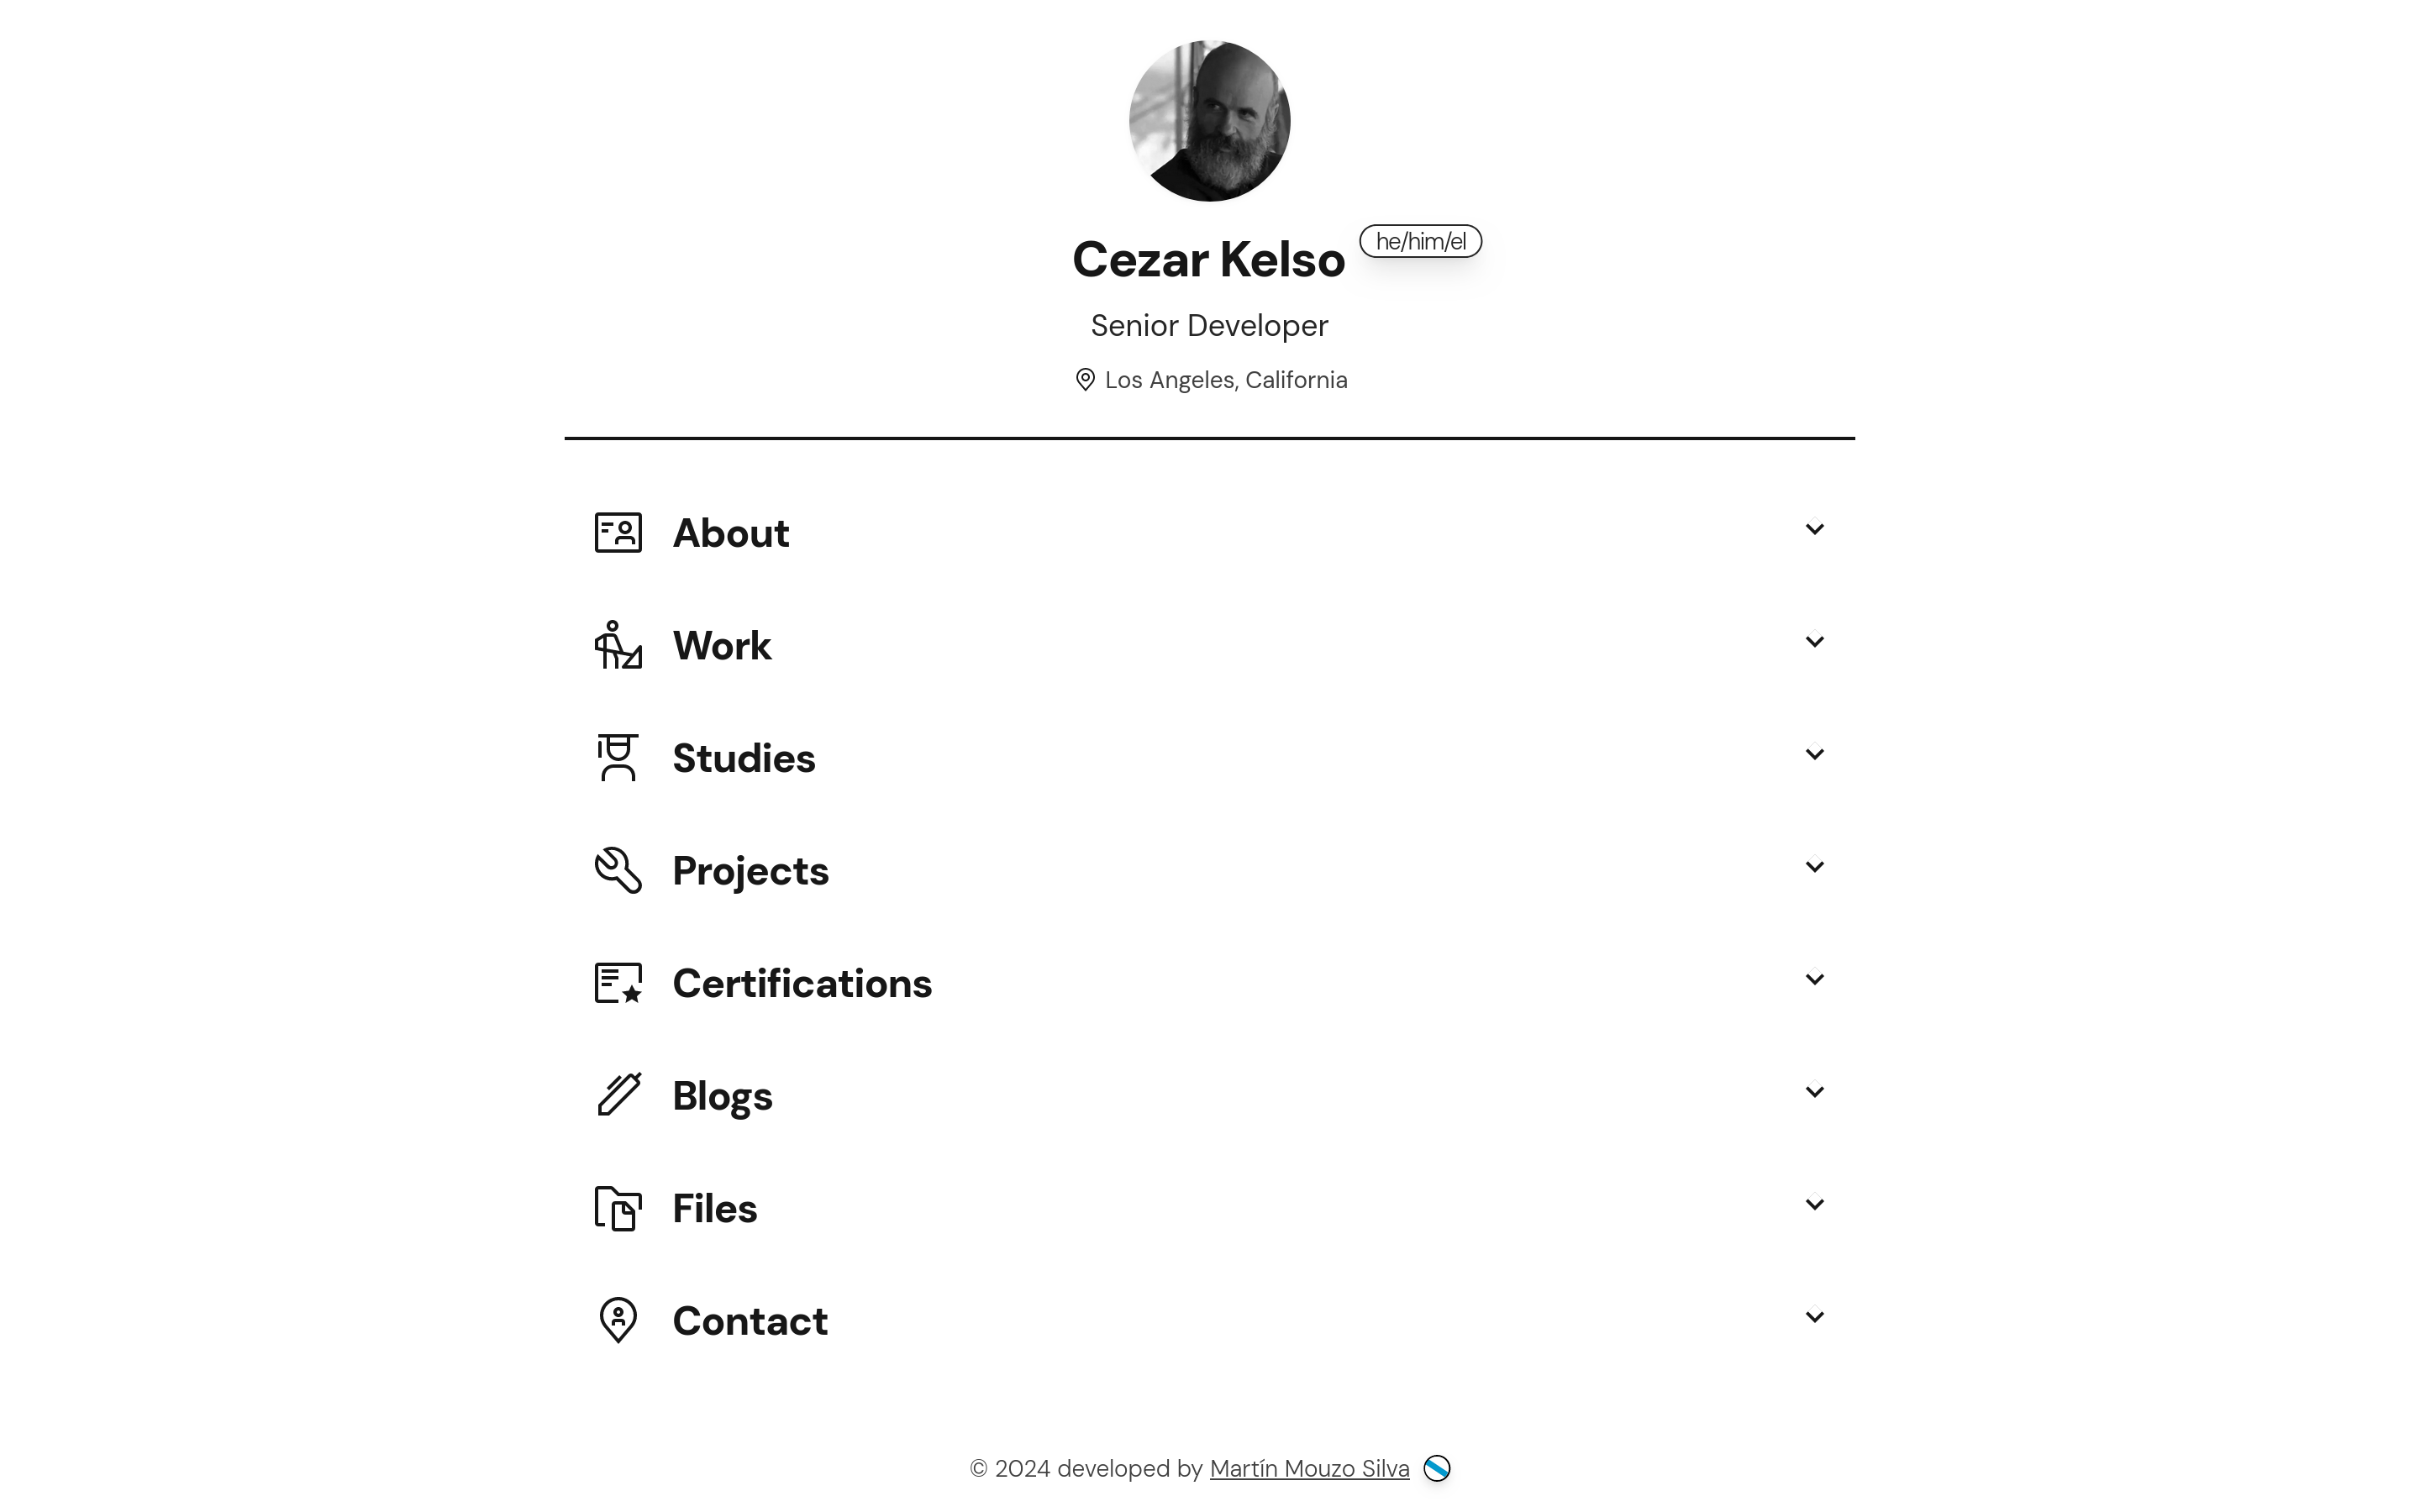 Cezar Kelso
he/him/el
Senior Developer
Los Angeles, California
About
Work
Studies
Projects
Certifications
Blogs
Files
Contact
© 2024 developed by Martín Mouzo Silva